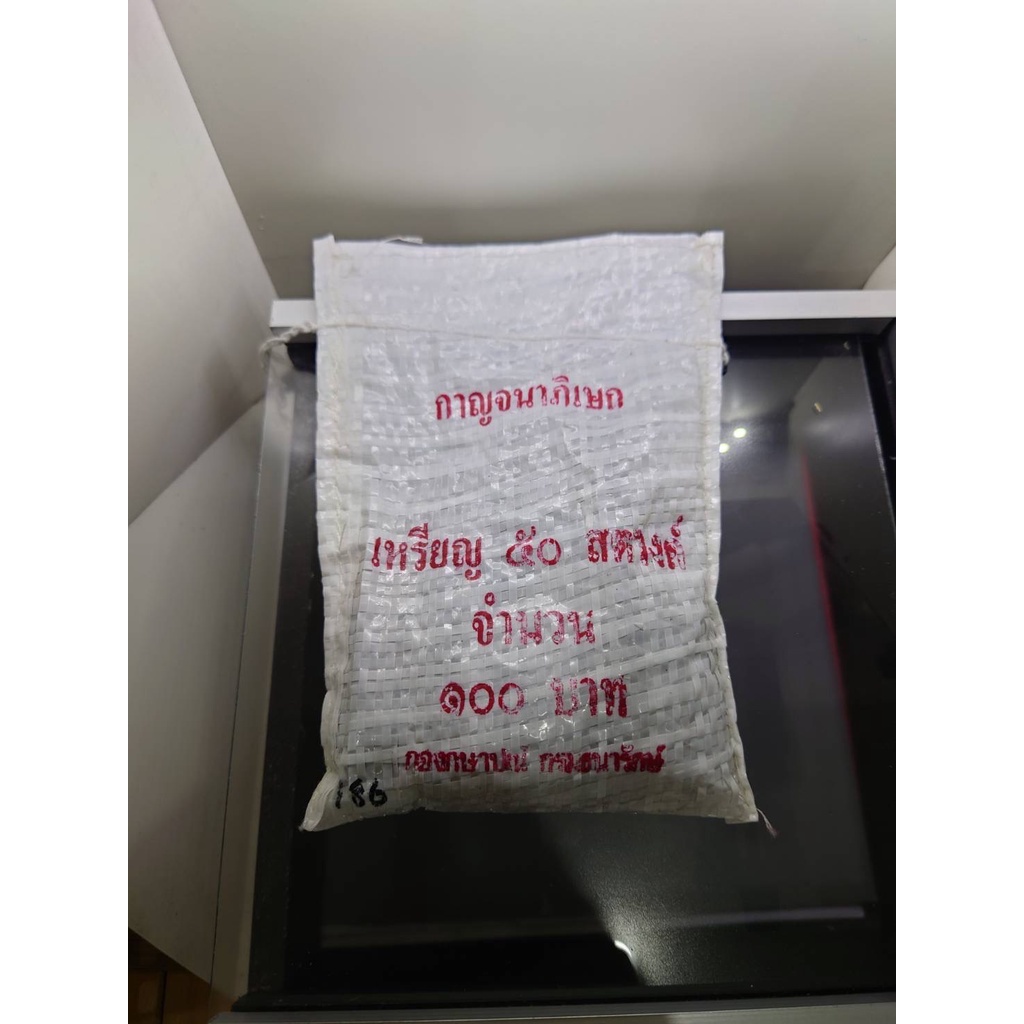 กาญจนาภิเษก
เหรียญ ๕๐ สตางค์
จำนวน
๑๐๐ บาท
กองกษาปณ์ กรมธนารักษ์
186